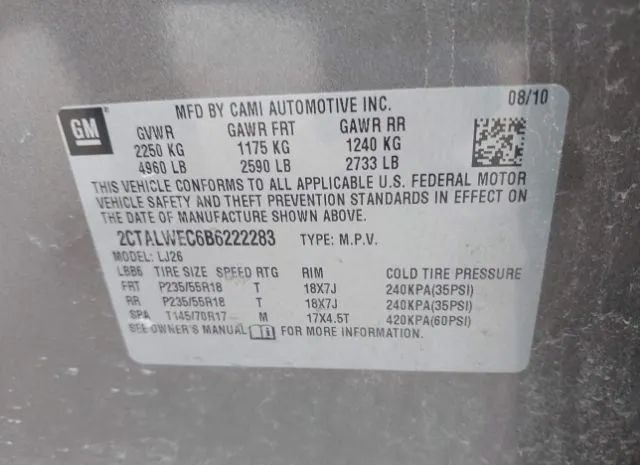 GM
MFD BY CAMI AUTOMOTIVE INC. 08/10
GVWR GAWR FRT GAWR RR
2250 KG 1175 KG 1240 KG
4960 LB 2590 LB 2733 LB
THIS VEHICLE CONFORMS TO ALL APPLICABLE U.S. FEDERAL MOTOR
VEHICLE SAFETY AND THEFT PREVENTION STANDARDS IN EFFECT ON
THE DATE OF MANUFACTURE SHOWN ABOVE.
2CTALWEC6B6222283 TYPE: M.P.V.
MODEL: LJ26
LBB6 TIRE SIZE SPEED RTG RIM COLD TIRE PRESSURE
FRT P235/55R18 T 18X7J 240KPA(35PSI)
RR P235/55R18 T 18X7J 240KPA(35PSI)
SPA T145/70R17 M 17X4.5T 420KPA(60PSI)
SEE OWNER'S MANUAL FOR MORE INFORMATION.